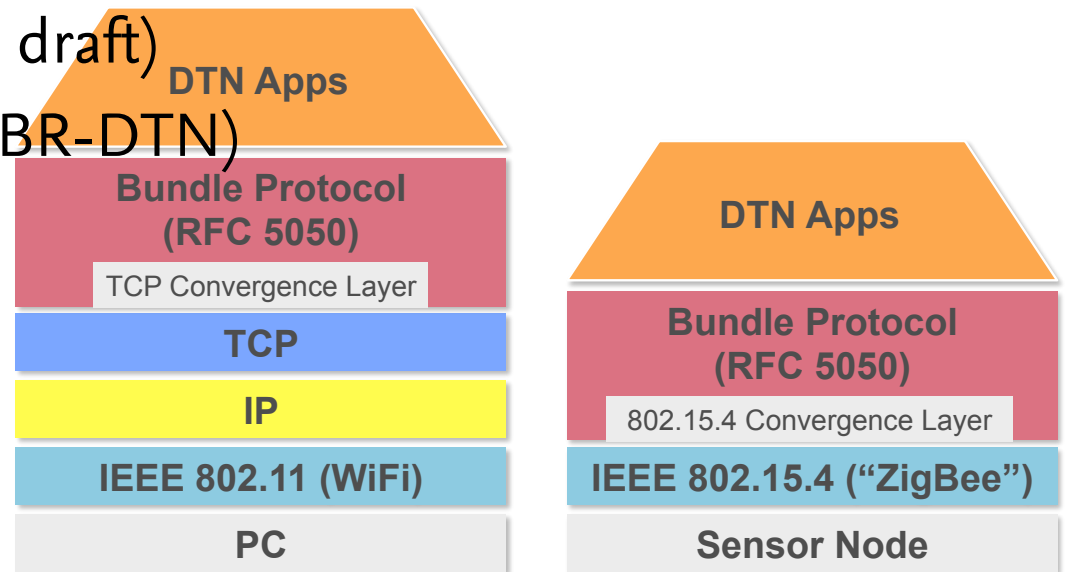 draft)
BR-DTN)
DTN Apps
Bundle Protocol
(RFC 5050)
TCP Convergence Layer
TCP
IP
IEEE 802.11 (WiFi)
PC
DTN Apps
Bundle Protocol
(RFC 5050)
802.15.4 Convergence Layer
IEEE 802.15.4 (“ZigBee”)
Sensor Node